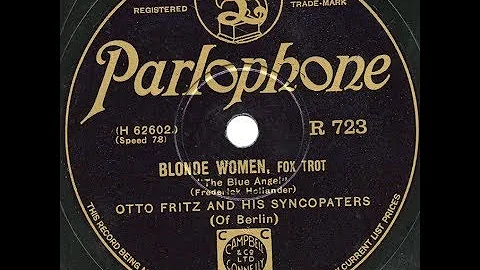 REGISTERED TRADE-MARK
Parlophone
(H 62602.) R 723
(Speed 78)
BLONDE WOMEN, FOX TROT
"The Blue Angel"
(Frederick Hollander)
OTTO FRITZ AND HIS SYNCOPATERS
(Of Berlin)
C C
CAMPBELL
& CO
LTD
CONNELLY
THIS RECORD BEING
CURRENT LIST PRICES